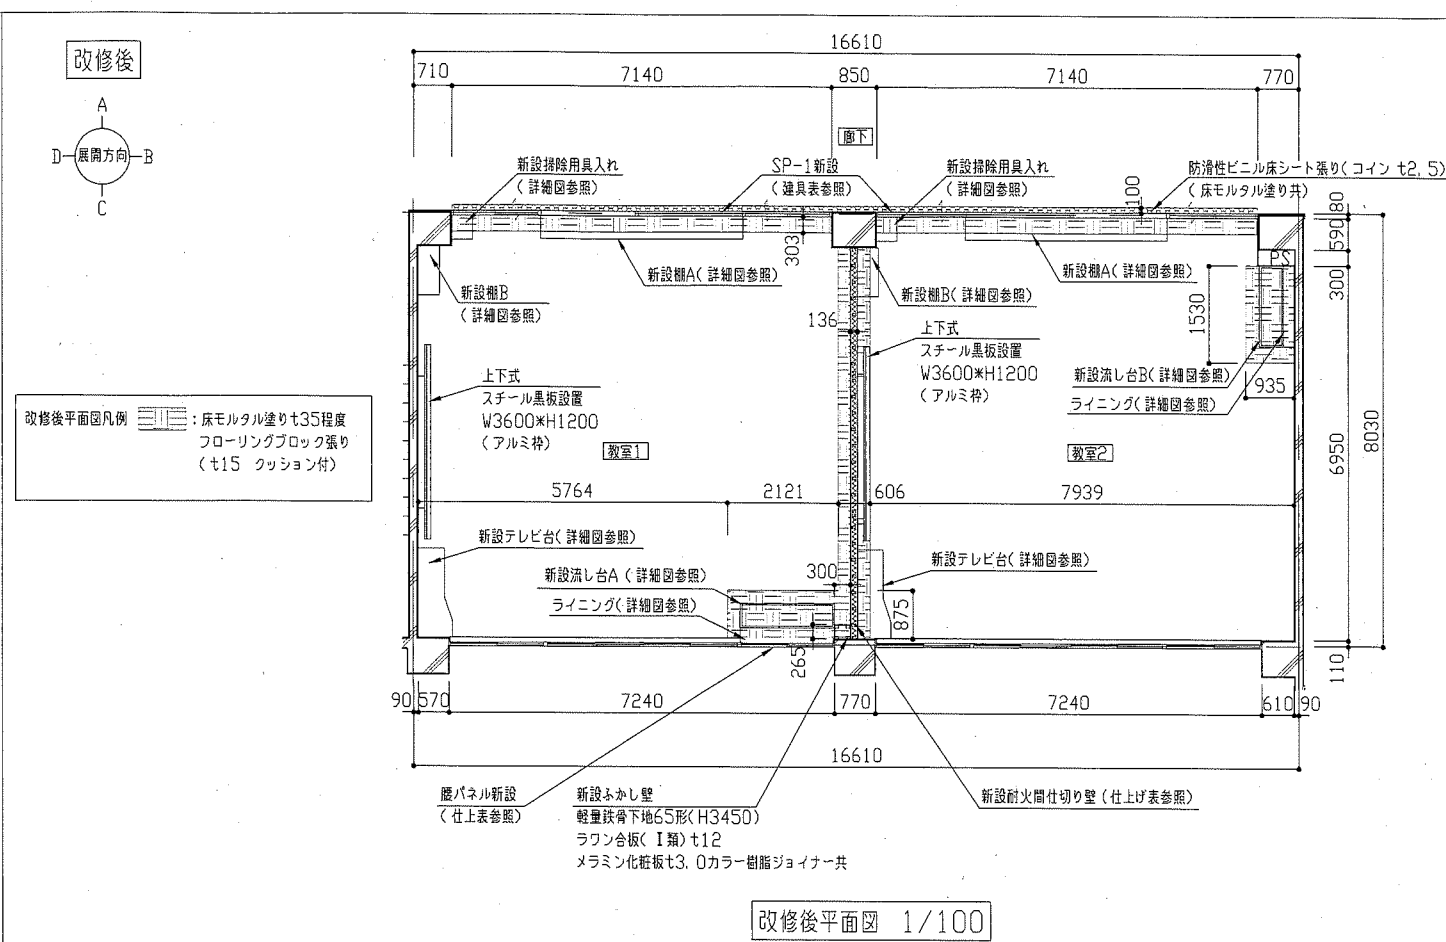 改修後
A
D 展開方向 B
C
16610
710 7140 850 7140 770
廊下
新設掃除用具入れ
(詳細図参照)
SP-1新設
(建具表参照)
新設掃除用具入れ
(詳細図参照)
防滑性ビニル床シート張り(コイン t2,5)
(床モルタル塗り共)
100
303
新設棚A(詳細図参照)
新設棚A(詳細図参照)
新設棚B
(詳細図参照)
新設棚B(詳細図参照)
PS
80
590
300
6950
8030
110
1530
935
136
上下式
スチール黒板設置
W3600*H1200
(アルミ枠)
上下式
スチール黒板設置
W3600*H1200
(アルミ枠)
新設流し台B(詳細図参照)
ライニング(詳細図参照)
改修後平面図凡例 :床モルタル塗りt35程度
フローリングブロック張り
(t15 クッション付)
教室1
教室2
5764 2121 606 7939
新設テレビ台(詳細図参照)
新設テレビ台(詳細図参照)
新設流し台A(詳細図参照)
ライニング(詳細図参照)
300
875
265
90 570 7240 770 7240 610 90
16610
腰パネル新設
(仕上表参照)
新設ふかし壁
軽量鉄骨下地65形(H3450)
ラワン合板(I類)t12
メラミン化粧板t3,0カラー樹脂ジョイナー共
新設耐火間仕切り壁(仕上げ表参照)
改修後平面図 1/100